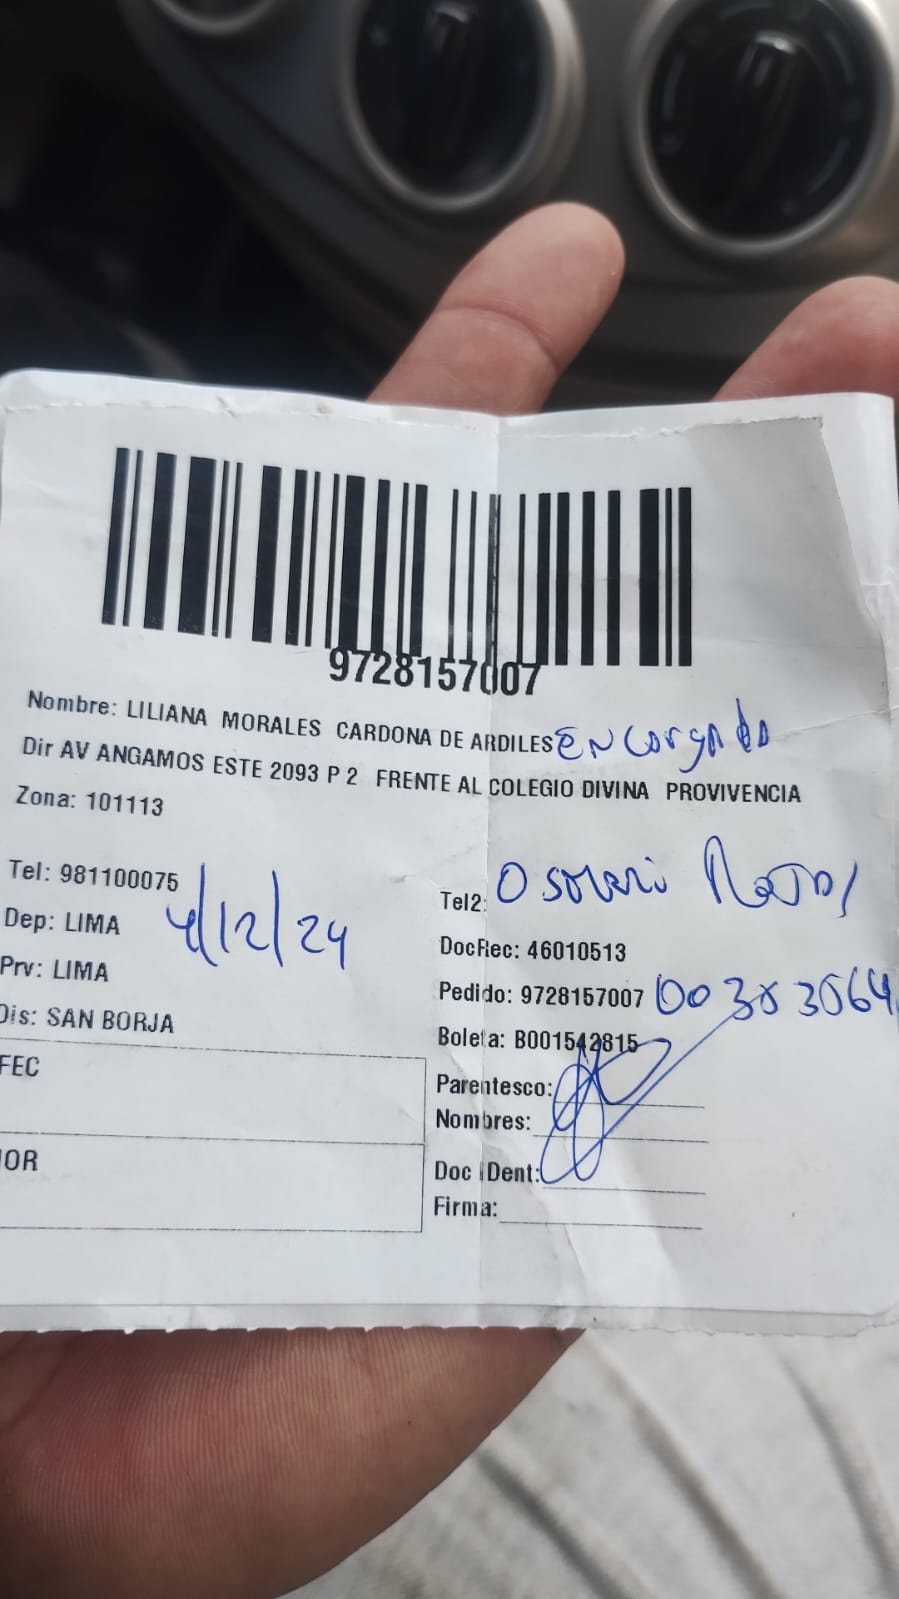 9728157007
Nombre: LILIANA MORALES CARDONA DE ARDILES encargado
Dir AV ANGAMOS ESTE 2093 P 2 FRENTE AL COLEGIO DIVINA PROVIVENCIA
Zona: 101113
Tel: 981100075
Tel2:
Dep: LIMA
4/12/24
DocRec: 46010513
Prv: LIMA
Pedido: 9728157007
Dis: SAN BORJA
Boleta: B001542815
FEC
Parentesco:
Nombres:
IOR
Doc IDent:
Firma: